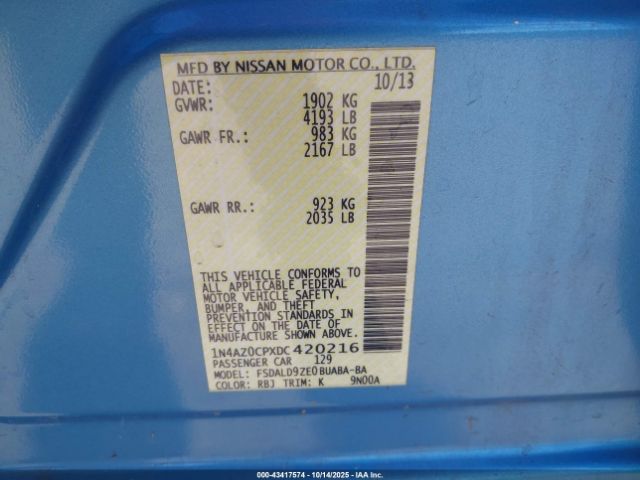 MFD BY NISSAN MOTOR CO., LTD.
DATE: 10/13
GVWR: 1902 KG
4193 LB
GAWR FR.: 983 KG
2167 LB
GAWR RR.: 923 KG
2035 LB
THIS VEHICLE CONFORMS TO
ALL APPLICABLE FEDERAL
MOTOR VEHICLE SAFETY,
BUMPER, AND THEFT
PREVENTION STANDARDS IN
EFFECT ON THE DATE OF
MANUFACTURE SHOWN ABOVE.
1N4AZ0CPXDC420216
PASSENGER CAR 129
MODEL: FSDALD9ZE0BUABA-BA
COLOR: RBJ TRIM: K 9N00A
000-43417574 | 10/14/2025 | IAA Inc.